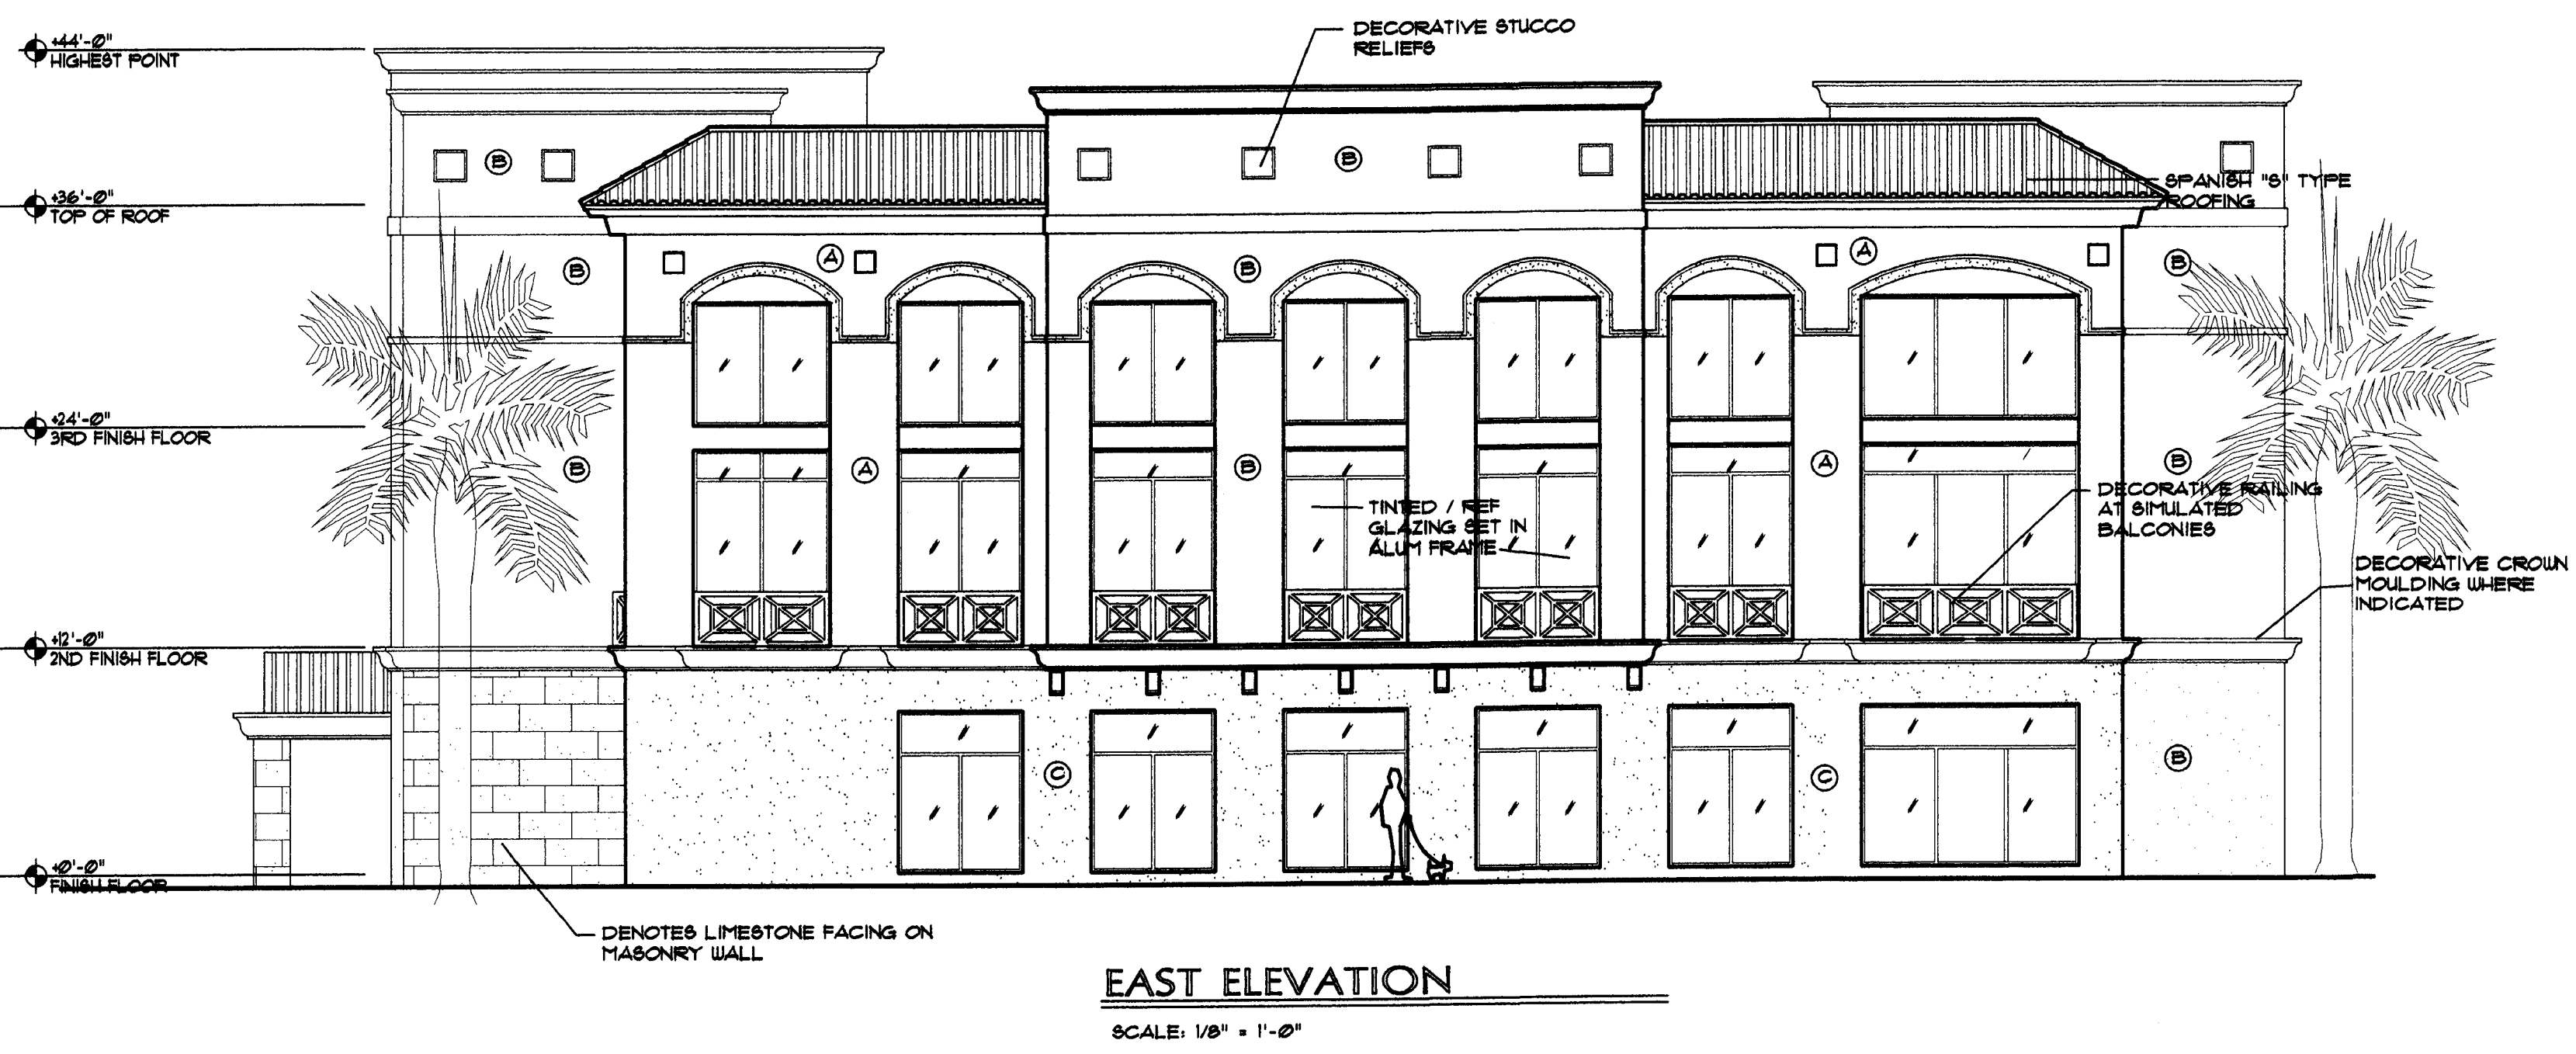 DECORATIVE STUCCO
RELIEFS
+44'-0"
HIGHEST POINT
B
B
SPANISH "S" TYPE
ROOFING
+36'-0"
TOP OF ROOF
A
A
B
B
B
+24'-0"
3RD FINISH FLOOR
B
A
B
A
B
DECORATIVE RAILING
AT SIMULATED
BALCONIES
TINTED / REF
GLAZING SET IN
ALUM FRAME
DECORATIVE CROWN
MOULDING WHERE
INDICATED
+12'-0"
2ND FINISH FLOOR
C
C
B
+0'-0"
FINISH FLOOR
DENOTES LIMESTONE FACING ON
MASONRY WALL
EAST ELEVATION
SCALE: 1/8" = 1'-0"